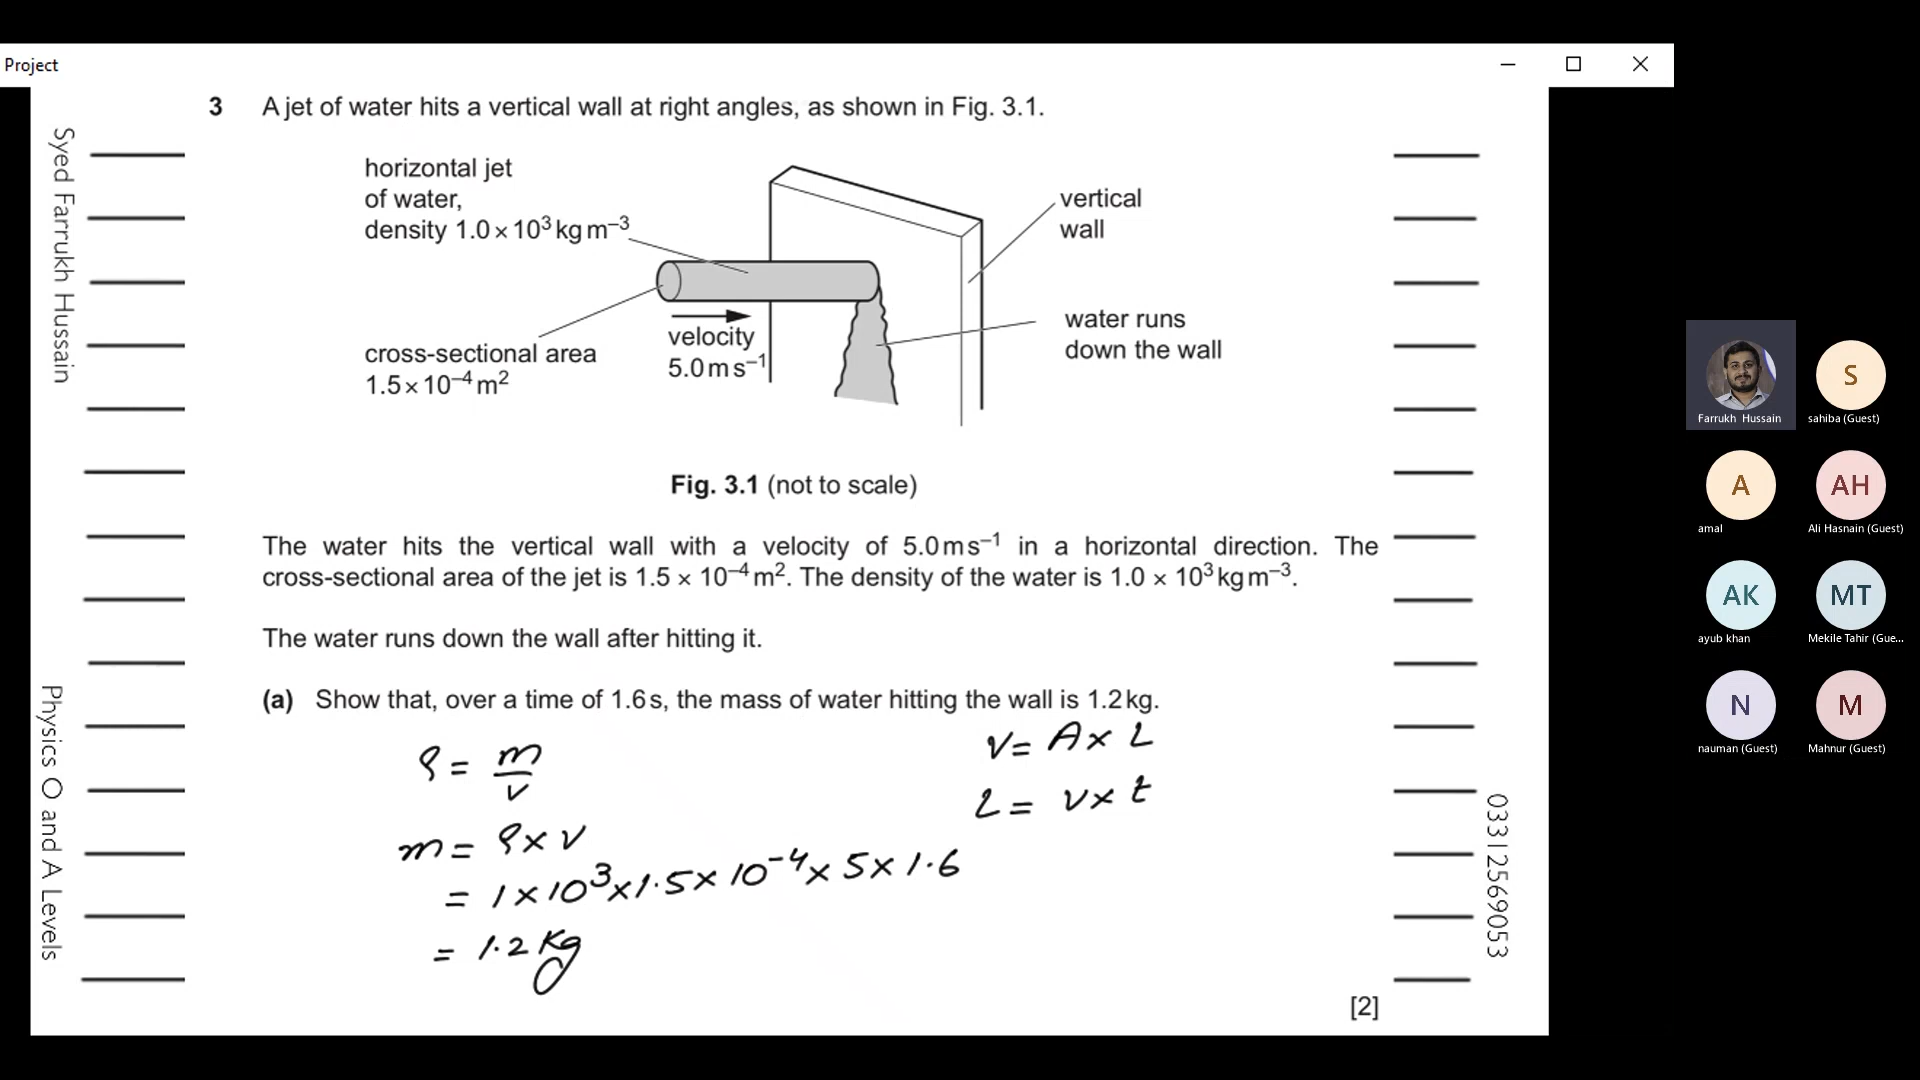 Project
3 A jet of water hits a vertical wall at right angles, as shown in Fig. 3.1.
horizontal jet
of water,
density 1.0 × 10³ kg m⁻³
vertical
wall
velocity
5.0 m s⁻¹
cross-sectional area
1.5 × 10⁻⁴ m²
water runs
down the wall
Fig. 3.1 (not to scale)
The water hits the vertical wall with a velocity of 5.0 m s⁻¹ in a horizontal direction. The
cross-sectional area of the jet is 1.5 × 10⁻⁴ m². The density of the water is 1.0 × 10³ kg m⁻³.
The water runs down the wall after hitting it.
(a) Show that, over a time of 1.6 s, the mass of water hitting the wall is 1.2 kg.
ρ = m/v
m = ρ × v
= 1 × 10³ × 1.5 × 10⁻⁴ × 5 × 1.6
= 1.2 kg
V = A × L
L = v × t
[2]
Syed Farrukh Hussain
Physics O and A Levels
03312569053
Farrukh Hussain
S
sahiba (Guest)
A
amal
AH
Ali Hasnain (Guest)
AK
ayub khan
MT
Mekile Tahir (Gue...
N
nauman (Guest)
M
Mahnur (Guest)